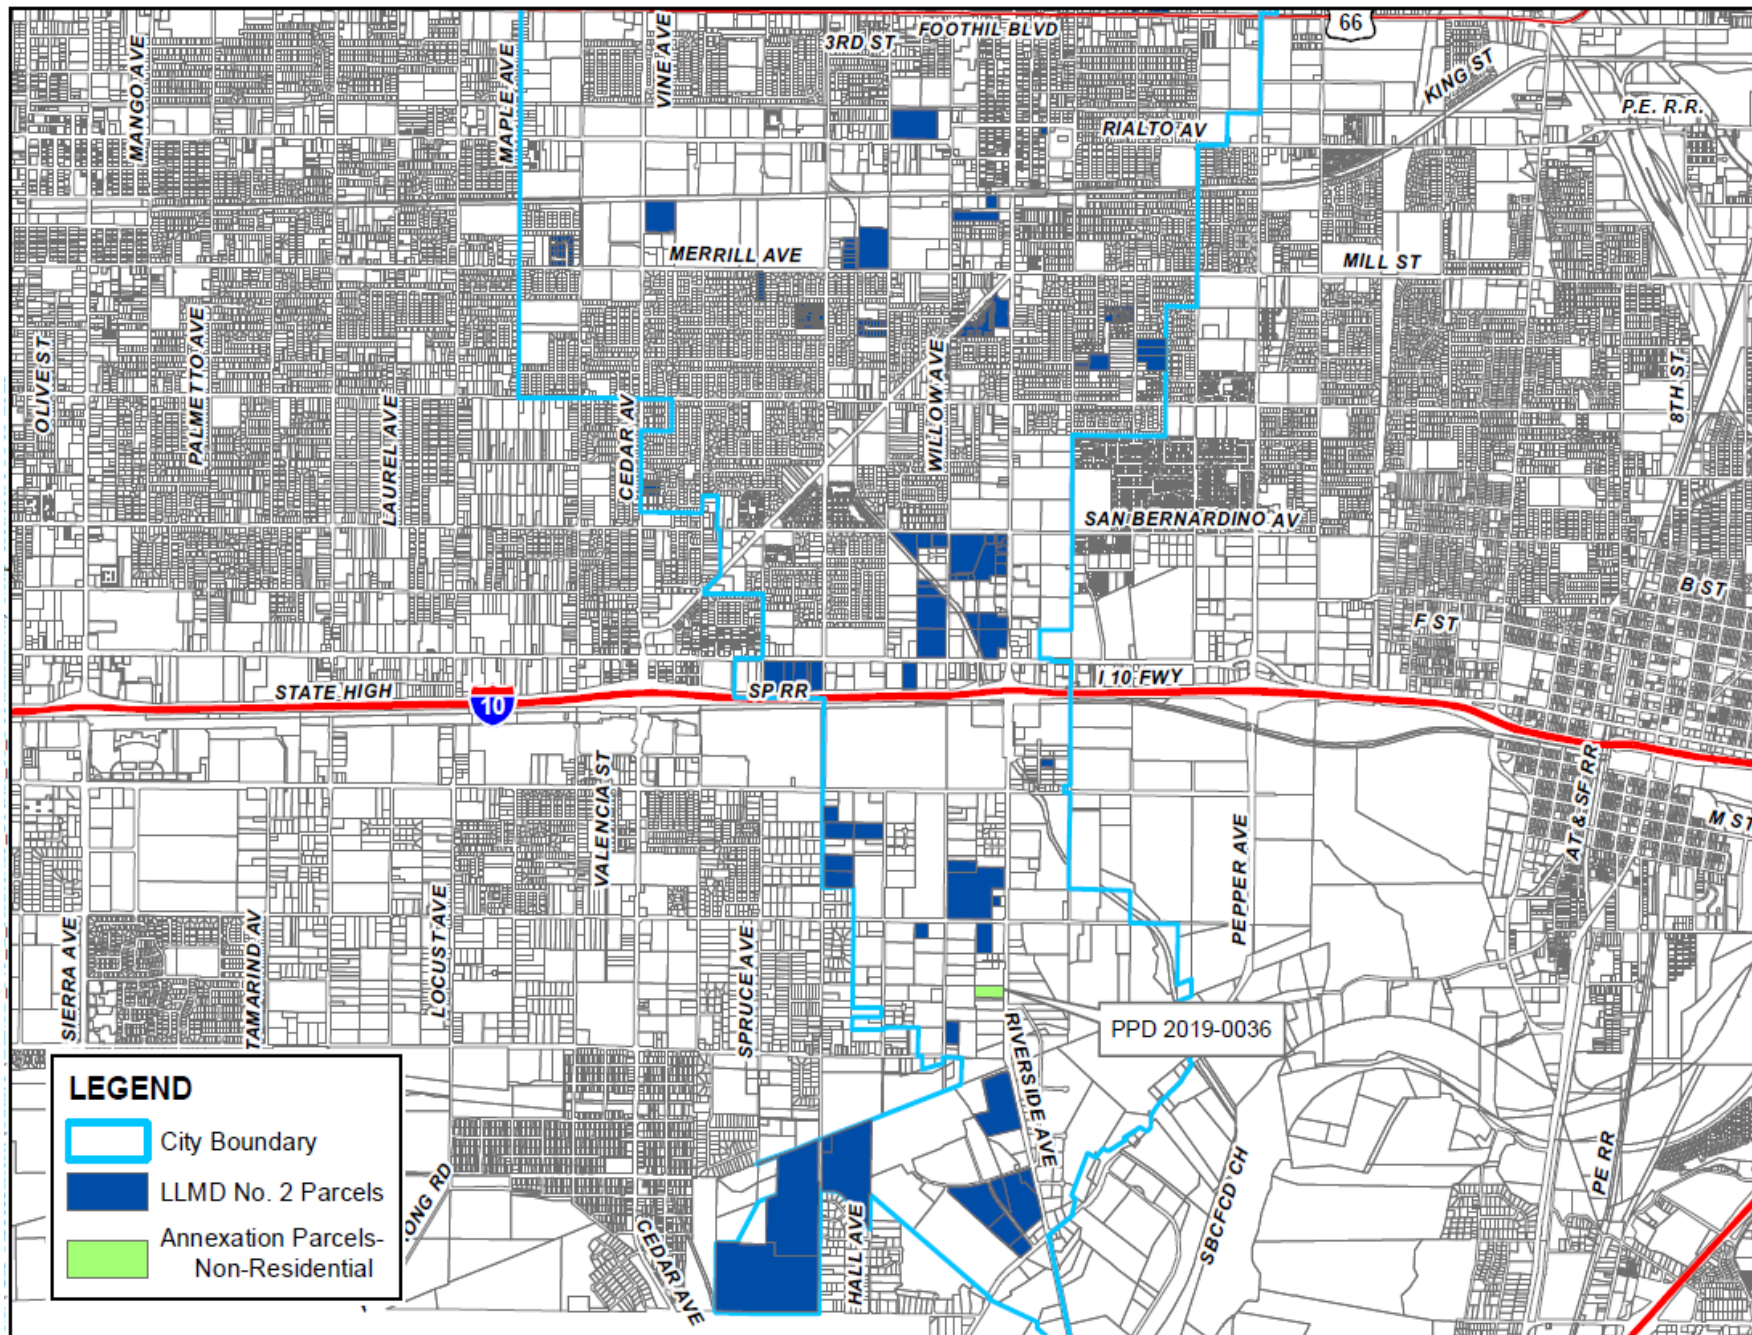 66
FOOTHIL BLVD
3RD ST
MANGO AVE
MAPLE AVE
VINE AVE
KING ST
P.E. R.R.
RIALTO AV
MERRILL AVE
MILL ST
OLIVE ST
PALMETTO AVE
LAUREL AVE
CEDAR AV
WILLOW AVE
8TH ST
SAN BERNARDINO AV
B ST
F ST
STATE HIGH
10
SP RR
I 10 FWY
VALENCIA ST
AT & SF RR
M ST
PEPPER AVE
SIERRA AVE
TAMARIND AV
LOCUST AVE
SPRUCE AVE
PPD 2019-0036
RIVERSIDE AVE
SBCFCD CH
PE RR
ONG RD
CEDAR AVE
HALL AVE
LEGEND
City Boundary
LLMD No. 2 Parcels
Annexation Parcels-
Non-Residential